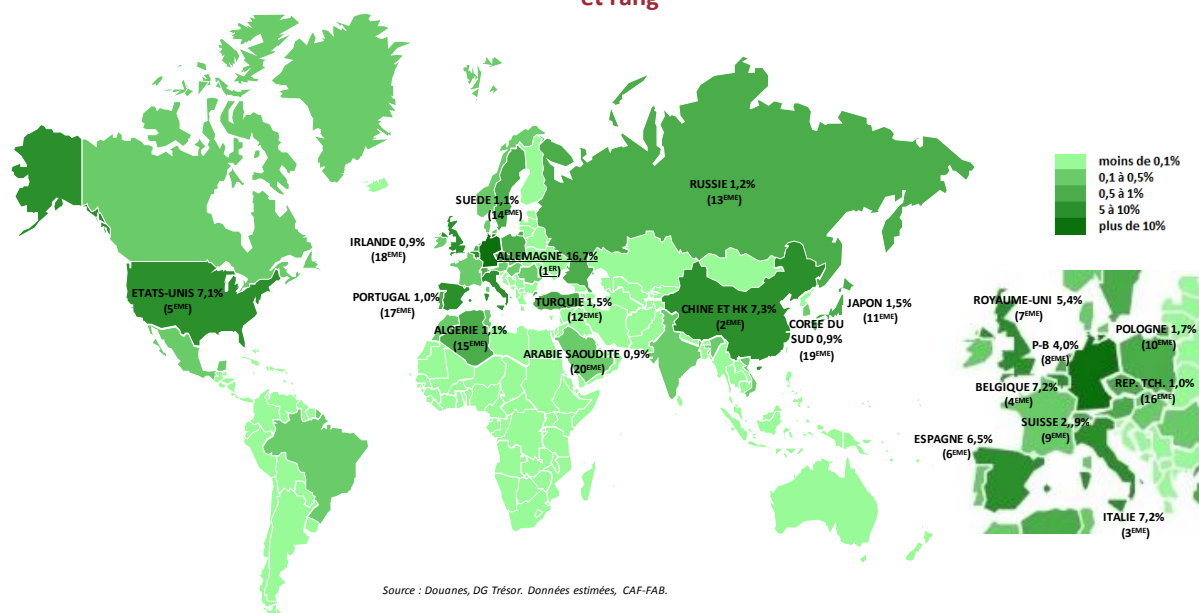 et rang
moins de 0,1%
0,1 à 0,5%
0,5 à 1%
5 à 10%
plus de 10%
RUSSIE 1,2%
(13EME)
SUEDE 1,1%
(14EME)
IRLANDE 0,9%
(18EME)
ALLEMAGNE 16,7%
(1ER)
ETATS-UNIS 7,1%
(5EME)
PORTUGAL 1,0%
(17EME)
TURQUIE 1,5%
(12EME)
CHINE ET HK 7,3%
(2EME)
JAPON 1,5%
(11EME)
COREE DU
SUD 0,9%
(19EME)
ALGERIE 1,1%
(15EME)
ARABIE SAOUDITE 0,9%
(20EME)
ROYAUME-UNI 5,4%
(7EME)
POLOGNE 1,7%
(10EME)
P-B 4,0%
(8EME)
BELGIQUE 7,2%
(4EME)
REP. TCH. 1,0%
(16EME)
SUISSE 2,,9%
(9EME)
ESPAGNE 6,5%
(6EME)
ITALIE 7,2%
(3EME)
Source : Douanes, DG Trésor. Données estimées, CAF-FAB.